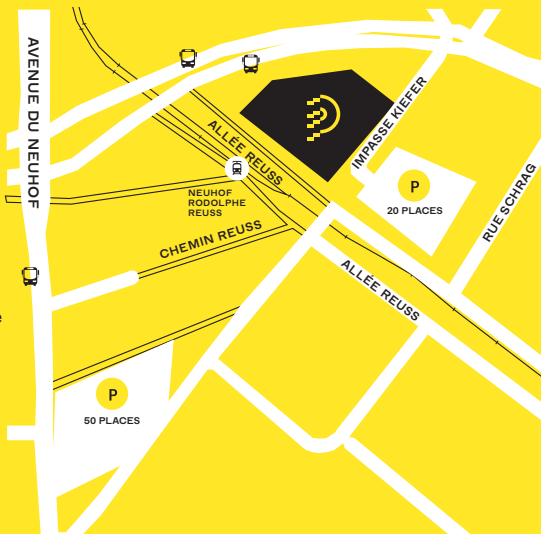 AVENUE DU NEUHOF
ALLÉE REUSS
IMPASSE KIEFER
P
20 PLACES
RUE SCHRAG
NEUHOF
RODOLPHE
REUSS
CHEMIN REUSS
ALLÉE REUSS
P
50 PLACES